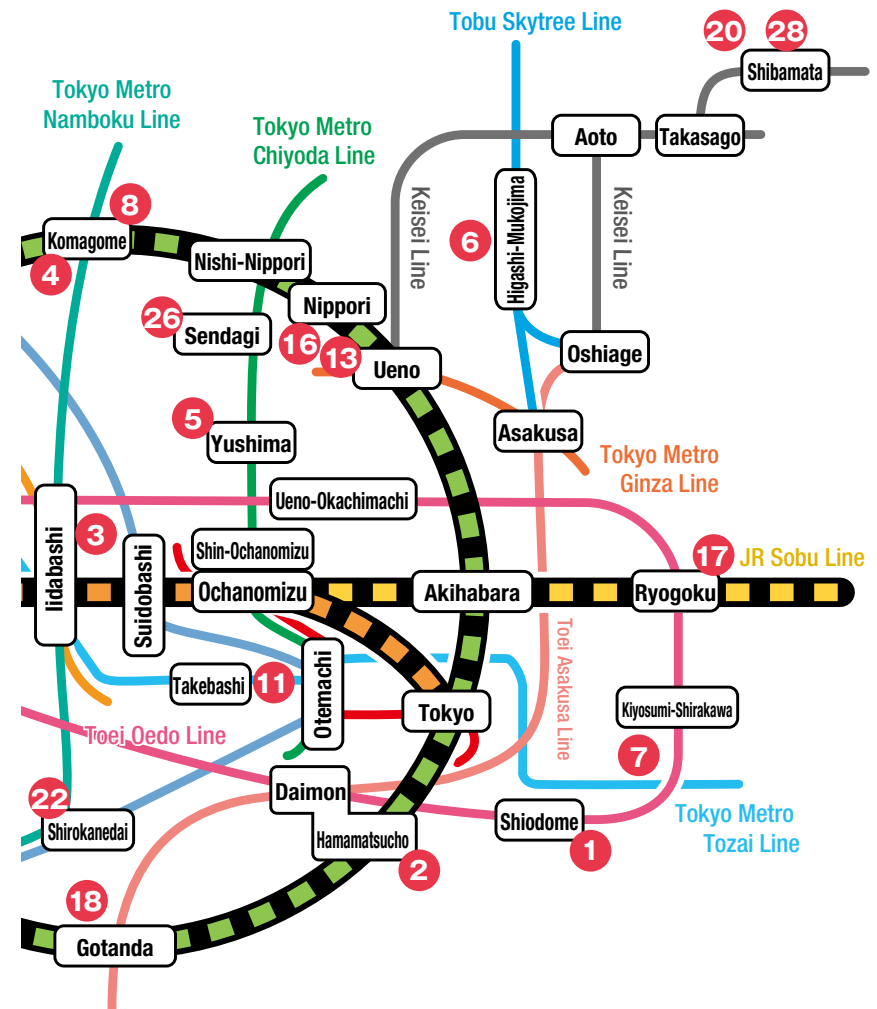 Tobu Skytree Line
20
28
Shibamata
Tokyo Metro
Namboku Line
Tokyo Metro
Chiyoda Line
Aoto
Takasago
8
Komagome
4
Nishi-Nippori
Keisei Line
6
Higashi-Mukojima
Keisei Line
Nippori
26
Sendagi
16
13
Ueno
Oshiage
5
Yushima
Asakusa
Tokyo Metro
Ginza Line
Ueno-Okachimachi
Iidabashi
3
Suidobashi
Shin-Ochanomizu
Ochanomizu
Akihabara
17
Ryogoku
JR Sobu Line
Toei Asakusa Line
Takebashi
11
Otemachi
Tokyo
Kiyosumi-Shirakawa
7
Toei Oedo Line
22
Shirokanedai
Daimon
Hamamatsucho
2
Shiodome
1
Tokyo Metro
Tozai Line
18
Gotanda